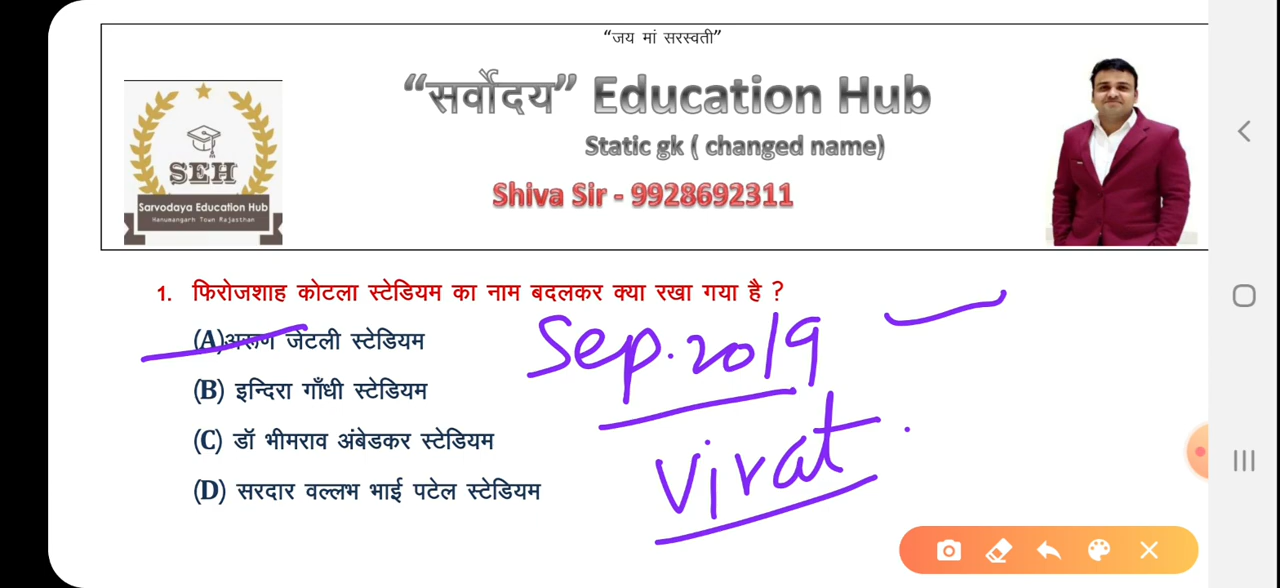 “जय मां सरस्वती”
“सर्वोदय” Education Hub
Static gk ( changed name)
Shiva Sir - 9928692311
SEH
Sarvodaya Education Hub
Hanumangarh Town Rajasthan
1. फिरोजशाह कोटला स्टेडियम का नाम बदलकर क्या रखा गया है ?
(A)अरूण जेटली स्टेडियम
(B) इन्दिरा गाँधी स्टेडियम
(C) डॉ भीमराव अंबेडकर स्टेडियम
(D) सरदार वल्लभ भाई पटेल स्टेडियम
Sep. 2019
Virat